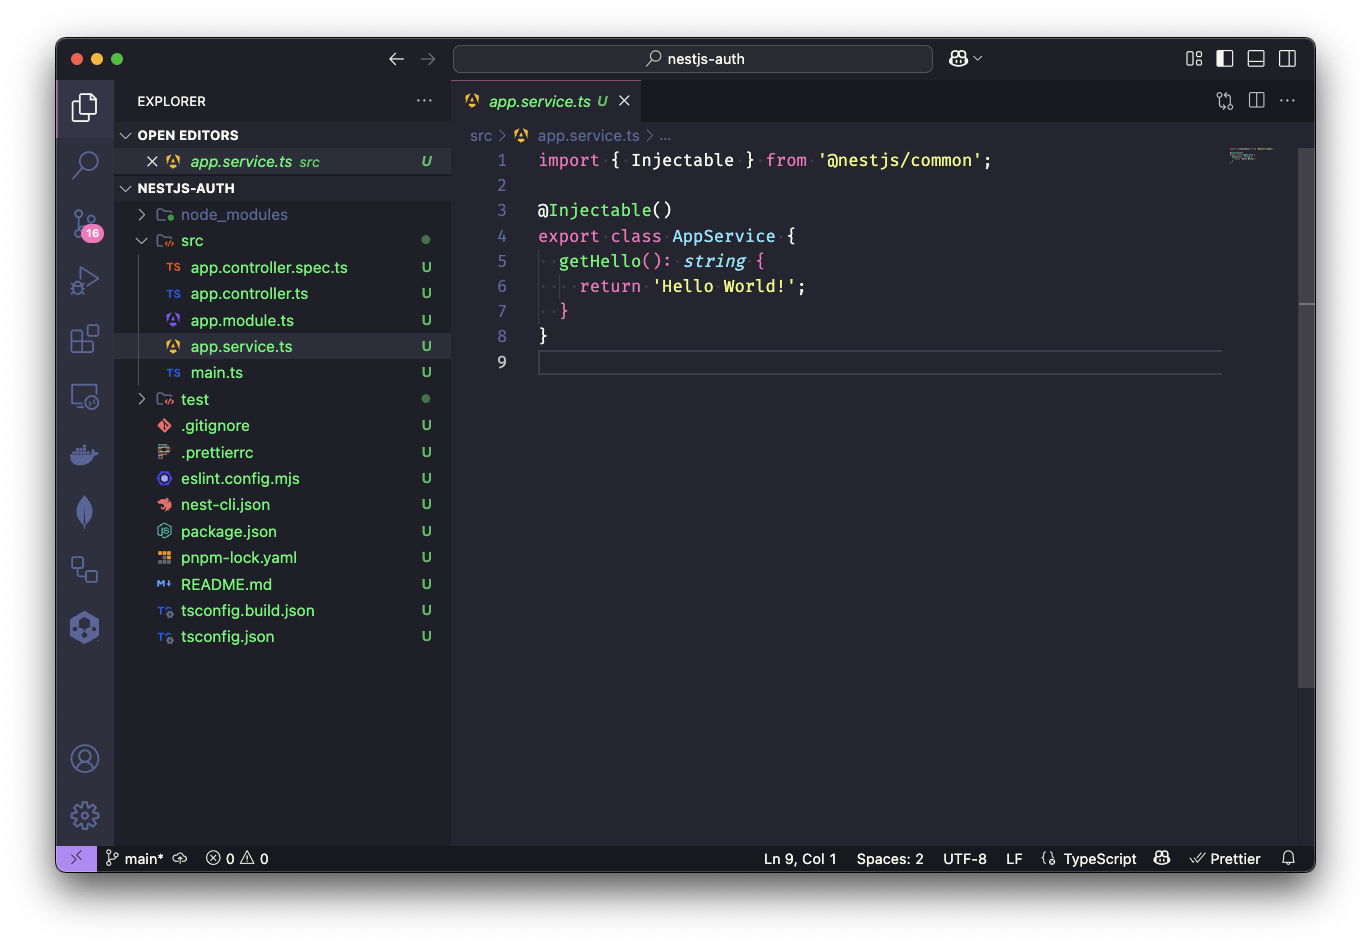 nestjs-auth
EXPLORER
OPEN EDITORS
app.service.ts src U
NESTJS-AUTH
node_modules
src
TS app.controller.spec.ts U
TS app.controller.ts U
app.module.ts U
app.service.ts U
TS main.ts U
test
.gitignore U
.prettierrc U
eslint.config.mjs U
nest-cli.json U
package.json U
pnpm-lock.yaml U
README.md U
tsconfig.build.json U
tsconfig.json U
16
app.service.ts U
src > app.service.ts > ...
1 import { Injectable } from '@nestjs/common';
2
3 @Injectable()
4 export class AppService {
5 getHello(): string {
6 return 'Hello World!';
7 }
8 }
9
main* 0 0
Ln 9, Col 1 Spaces: 2 UTF-8 LF TypeScript Prettier